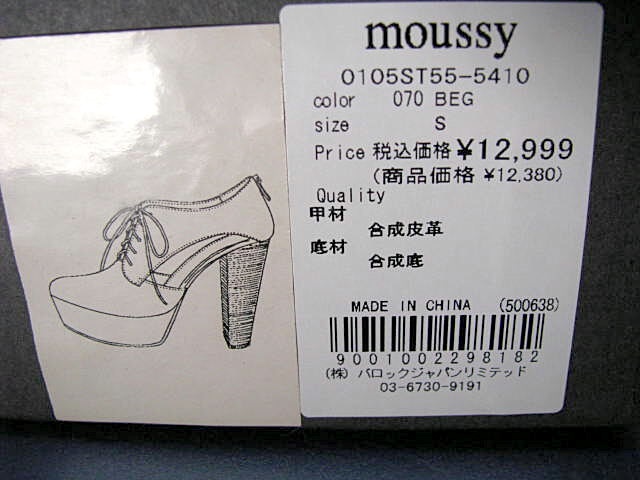 moussy
0105ST55-5410
color 070 BEG
size S
Price 税込価格 ¥12,999
(商品価格 ¥12,380)
Quality
甲材
合成皮革
底材
合成底
MADE IN CHINA (500638)
9001002298182
(株) バロックジャパンリミテッド
03-6730-9191